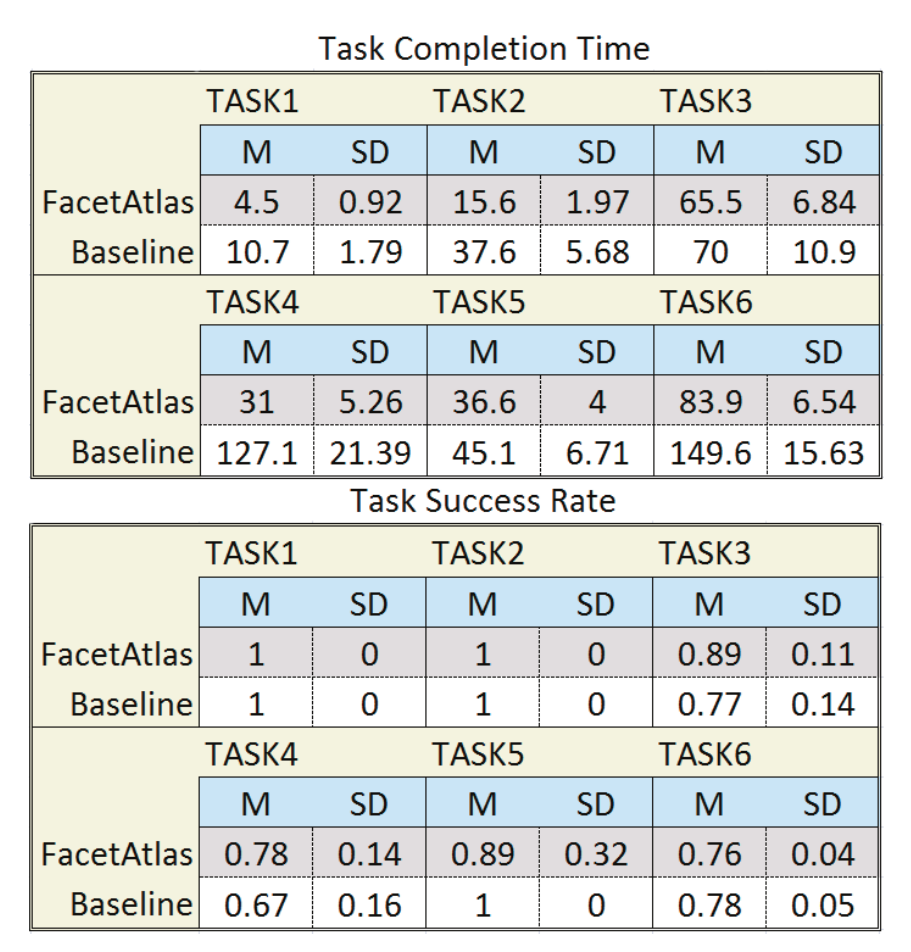 Task Completion Time
TASK1 TASK2 TASK3
M SD M SD M SD
FacetAtlas 4.5 0.92 15.6 1.97 65.5 6.84
Baseline 10.7 1.79 37.6 5.68 70 10.9
TASK4 TASK5 TASK6
M SD M SD M SD
FacetAtlas 31 5.26 36.6 4 83.9 6.54
Baseline 127.1 21.39 45.1 6.71 149.6 15.63
Task Success Rate
TASK1 TASK2 TASK3
M SD M SD M SD
FacetAtlas 1 0 1 0 0.89 0.11
Baseline 1 0 1 0 0.77 0.14
TASK4 TASK5 TASK6
M SD M SD M SD
FacetAtlas 0.78 0.14 0.89 0.32 0.76 0.04
Baseline 0.67 0.16 1 0 0.78 0.05